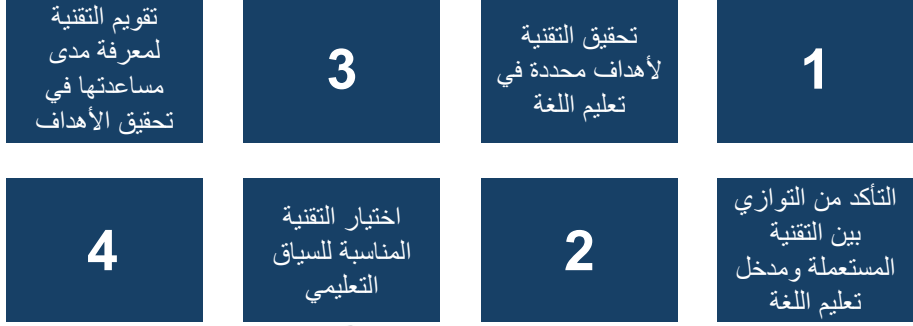 1
تحقيق التقنية
لأهداف محددة في
تعليم اللغة
3
تقويم التقنية
لمعرفة مدى
مساعدتها في
تحقيق الأهداف
التأكد من التوازي
بين التقنية
المستعملة ومدخل
تعليم اللغة
2
اختيار التقنية
المناسبة للسياق
التعليمي
4